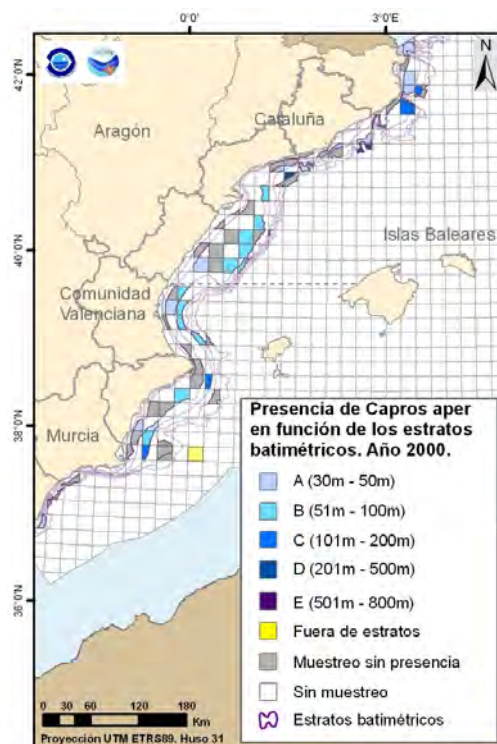 0°0' 3°0'E
N
42°0'N
Cataluña
Aragón
40°0'N
Islas Baleares
Comunidad
Valenciana
38°0'N
Murcia
36°0'N
Presencia de Capros aper
en función de los estratos
batimétricos. Año 2000.
A (30m - 50m)
B (51m - 100m)
C (101m - 200m)
D (201m - 500m)
E (501m - 800m)
Fuera de estratos
Muestreo sin presencia
Sin muestreo
Estratos batimétricos
0 30 60 120 180
Km
Proyección UTM ETRS89. Huso 31